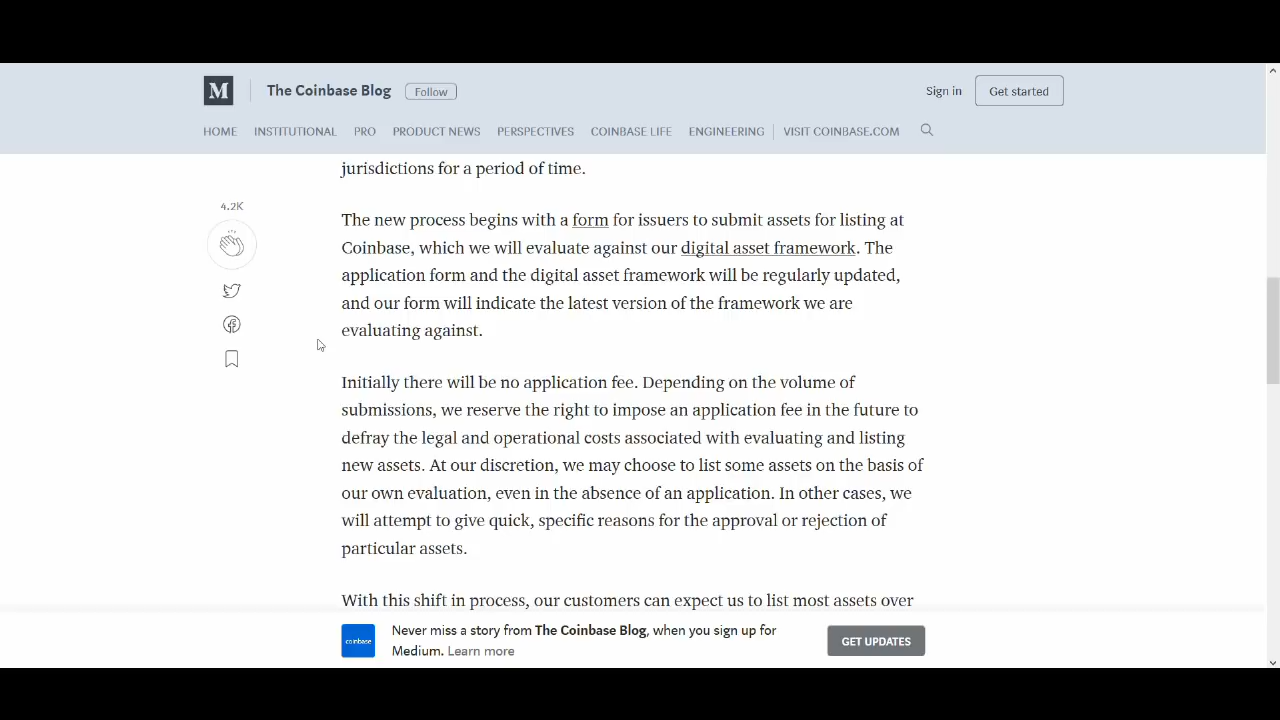 M
The Coinbase Blog
Follow
Sign in
Get started
HOME INSTITUTIONAL PRO PRODUCT NEWS PERSPECTIVES COINBASE LIFE ENGINEERING VISIT COINBASE.COM
jurisdictions for a period of time.
4.2K
The new process begins with a form for issuers to submit assets for listing at
Coinbase, which we will evaluate against our digital asset framework. The
application form and the digital asset framework will be regularly updated,
and our form will indicate the latest version of the framework we are
evaluating against.
Initially there will be no application fee. Depending on the volume of
submissions, we reserve the right to impose an application fee in the future to
defray the legal and operational costs associated with evaluating and listing
new assets. At our discretion, we may choose to list some assets on the basis of
our own evaluation, even in the absence of an application. In other cases, we
will attempt to give quick, specific reasons for the approval or rejection of
particular assets.
With this shift in process, our customers can expect us to list most assets over
coinbase
Never miss a story from The Coinbase Blog, when you sign up for
Medium. Learn more
GET UPDATES